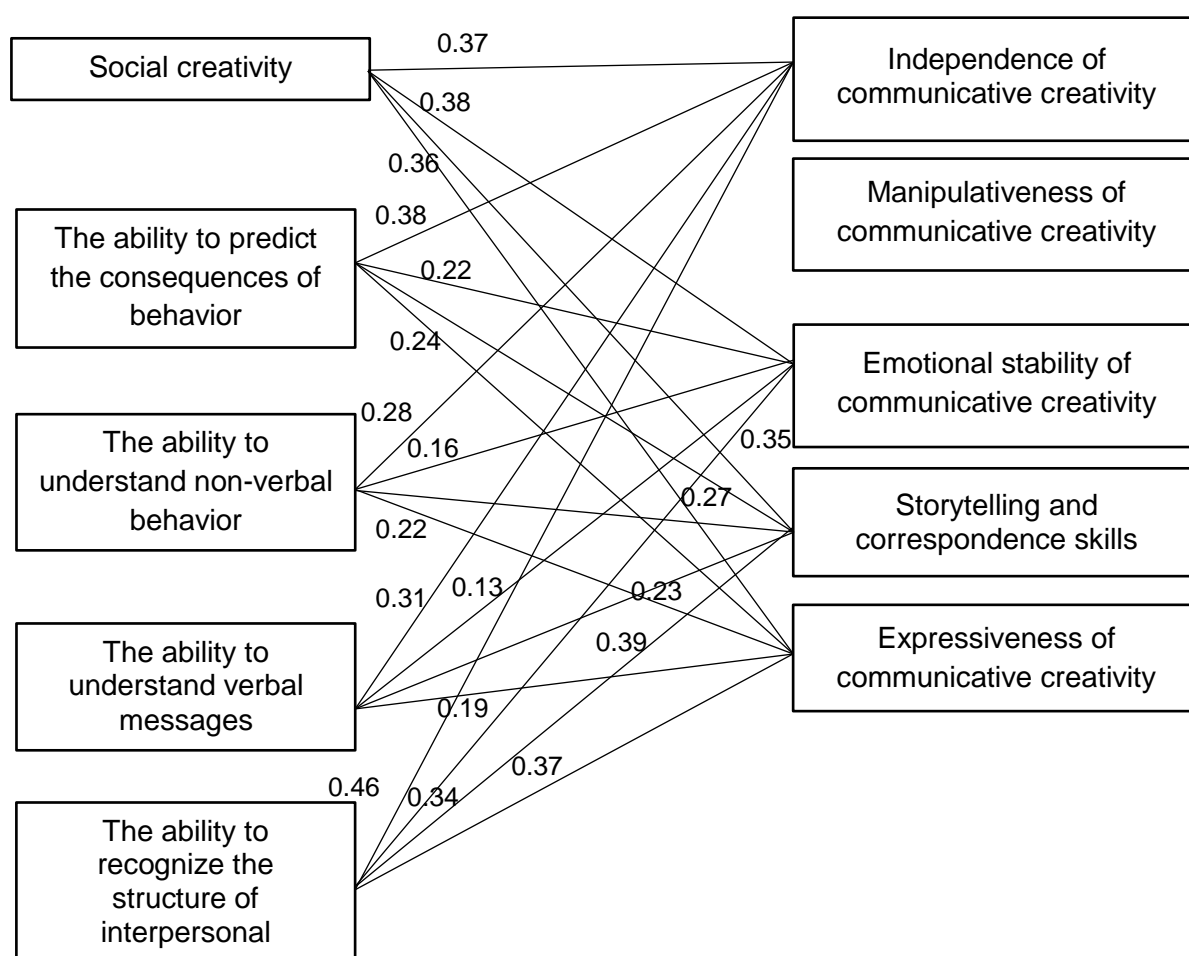 Social creativity
The ability to predict
the consequences of
behavior
The ability to
understand non-verbal
behavior
The ability to
understand verbal
messages
The ability to
recognize the
structure of
interpersonal
0.37
0.38
0.36
0.38
0.22
0.24
0.28
0.16
0.22
0.35
0.27
0.13
0.31
0.23
0.39
0.19
0.37
0.46
0.34
Independence of
communicative creativity
Manipulativeness of
communicative creativity
Emotional stability of
communicative creativity
Storytelling and
correspondence skills
Expressiveness of
communicative creativity